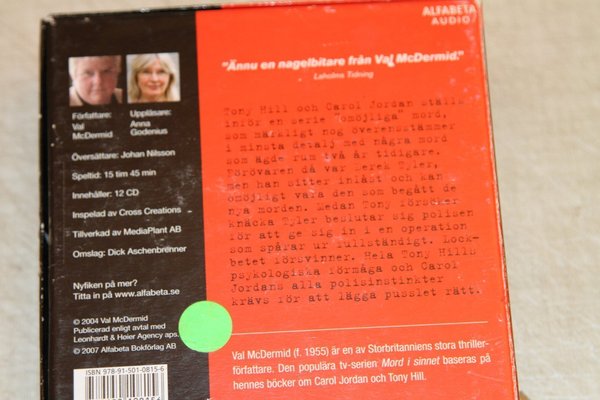 ALFABETA
AUDIO
"Ännu en nagelbitare från Val McDermid."
Laholms Tidning
Författare:
Val
McDermid
Uppläsare:
Anna
Godenius
Översättare: Johan Nilsson
Speltid: 15 tim 45 min
Innehåller: 12 CD
Inspelad av Cross Creations
Tillverkad av MediaPlant AB
Omslag: Dick Aschenbrenner
Nyfiken på mer?
Titta in på www.alfabeta.se
© 2004 Val McDermid
Publicerad enligt avtal med
Leonhardt & Høier Agency aps.
© 2007 Alfabeta Bokförlag AB
ISBN 978-91-501-0815-6
Tony Hill och Carol Jordan ställs
inför en serie "omöjliga" mord,
som märkligt nog överensstämmer
i minsta detalj med några mord
som ägde rum två år tidigare.
Förövaren då var Derek Tyler,
men han sitter inlåst och kan
omöjligt vara den som begått de
nya morden. Medan Tony försöker
knäcka Tyler beslutar sig polisen
för att ge sig in i en operation
som spårar ur fullständigt. Lock-
betet försvinner. Hela Tony Hills
psykologiska förmåga och Carol
Jordans alla polisinstinkter
krävs för att lägga pusslet rätt.
Val McDermid (f. 1955) är en av Storbritanniens stora thriller-
författare. Den populära tv-serien Mord i sinnet baseras på
hennes böcker om Carol Jordan och Tony Hill.